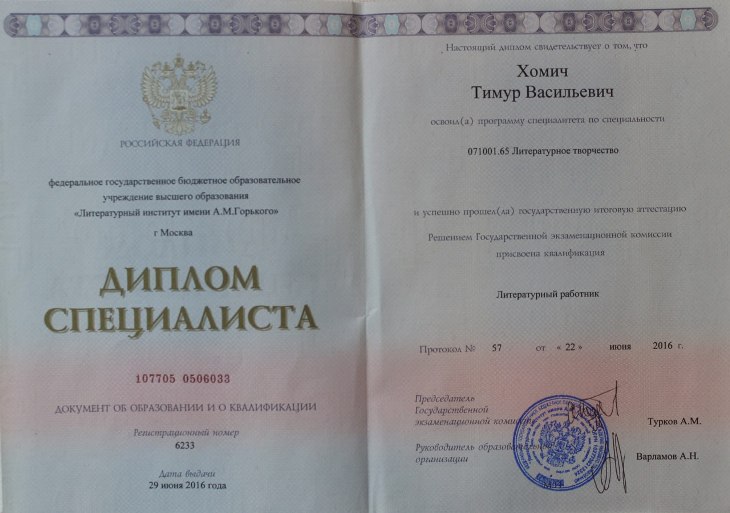 РОССИЙСКАЯ ФЕДЕРАЦИЯ
федеральное государственное бюджетное образовательное
учреждение высшего образования
«Литературный институт имени А.М.Горького»
г Москва
ДИПЛОМ
СПЕЦИАЛИСТА
107705 0506033
ДОКУМЕНТ ОБ ОБРАЗОВАНИИ И О КВАЛИФИКАЦИИ
Регистрационный номер
6233
Дата выдачи
29 июня 2016 года
Настоящий диплом свидетельствует о том, что
Хомич
Тимур Васильевич
освоил(а) программу специалитета по специальности
071001.65 Литературное творчество
и успешно прошел(ла) государственную итоговую аттестацию
Решением Государственной экзаменационной комиссии
присвоена квалификация
Литературный работник
Протокол № 57 от « 22 » июня 2016 г.
Председатель
Государственной
экзаменационной комиссии Турков А.М.
Руководитель образовательной
организации Варламов А.Н.